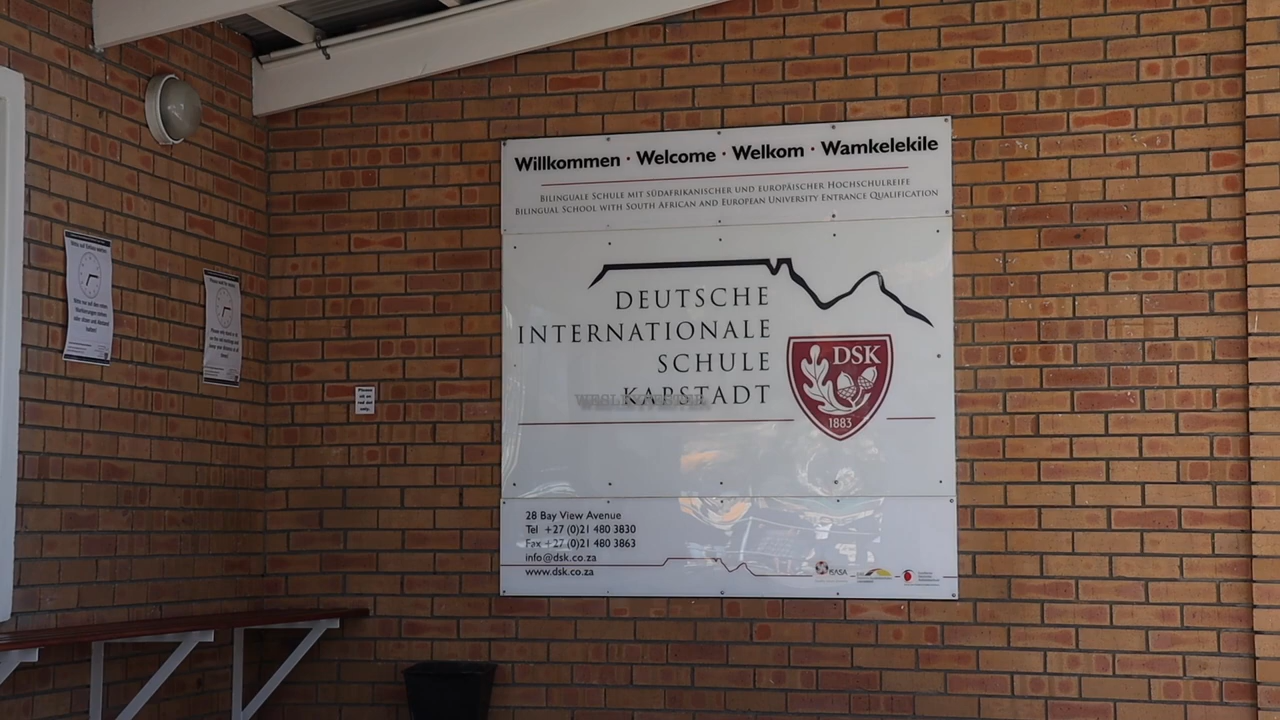 Willkommen · Welcome · Welkom · Wamkelekile
Bilinguale Schule mit südafrikanischer und europäischer Hochschulreife
Bilingual School with South African and European University Entrance Qualification
DEUTSCHE
INTERNATIONALE
SCHULE
KAPSTADT
DSK
1883
28 Bay View Avenue
Tel +27 (0)21 480 3830
Fax +27 (0)21 480 3863
info@dsk.co.za
www.dsk.co.za